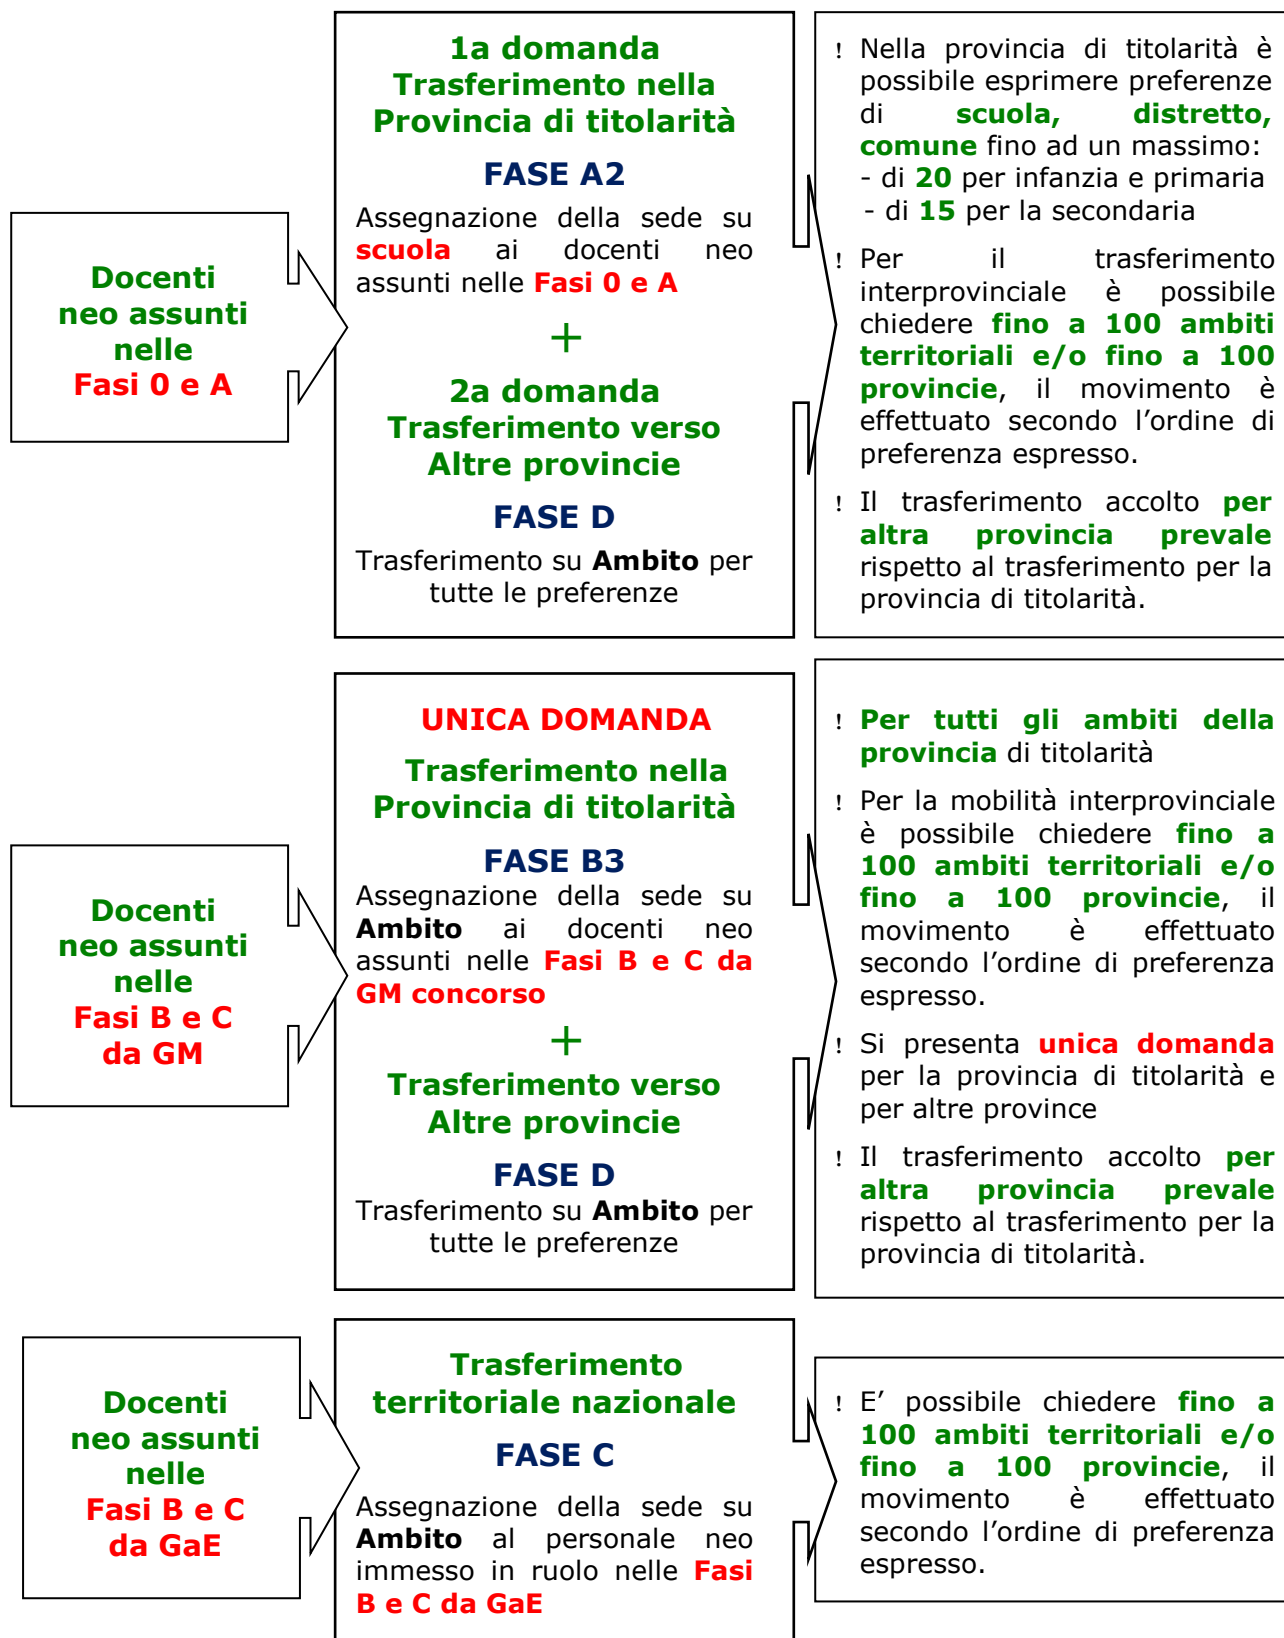 Docenti
neo assunti
nelle
Fasi 0 e A
1a domanda
Trasferimento nella
Provincia di titolarità
FASE A2
Assegnazione della sede su
scuola ai docenti neo
assunti nelle Fasi 0 e A
+
2a domanda
Trasferimento verso
Altre provincie
FASE D
Trasferimento su Ambito per
tutte le preferenze
! Nella provincia di titolarità è
possibile esprimere preferenze
di scuola, distretto,
comune fino ad un massimo:
- di 20 per infanzia e primaria
- di 15 per la secondaria
! Per il trasferimento
interprovinciale è possibile
chiedere fino a 100 ambiti
territoriali e/o fino a 100
provincie, il movimento è
effettuato secondo l’ordine di
preferenza espresso.
! Il trasferimento accolto per
altra provincia prevale
rispetto al trasferimento per la
provincia di titolarità.
Docenti
neo assunti
nelle
Fasi B e C
da GM
UNICA DOMANDA
Trasferimento nella
Provincia di titolarità
FASE B3
Assegnazione della sede su
Ambito ai docenti neo
assunti nelle Fasi B e C da
GM concorso
+
Trasferimento verso
Altre provincie
FASE D
Trasferimento su Ambito per
tutte le preferenze
! Per tutti gli ambiti della
provincia di titolarità
! Per la mobilità interprovinciale
è possibile chiedere fino a
100 ambiti territoriali e/o
fino a 100 provincie, il
movimento è effettuato
secondo l’ordine di preferenza
espresso.
! Si presenta unica domanda
per la provincia di titolarità e
per altre province
! Il trasferimento accolto per
altra provincia prevale
rispetto al trasferimento per la
provincia di titolarità.
Docenti
neo assunti
nelle
Fasi B e C
da GaE
Trasferimento
territoriale nazionale
FASE C
Assegnazione della sede su
Ambito al personale neo
immesso in ruolo nelle Fasi
B e C da GaE
! E’ possibile chiedere fino a
100 ambiti territoriali e/o
fino a 100 provincie, il
movimento è effettuato
secondo l’ordine di preferenza
espresso.